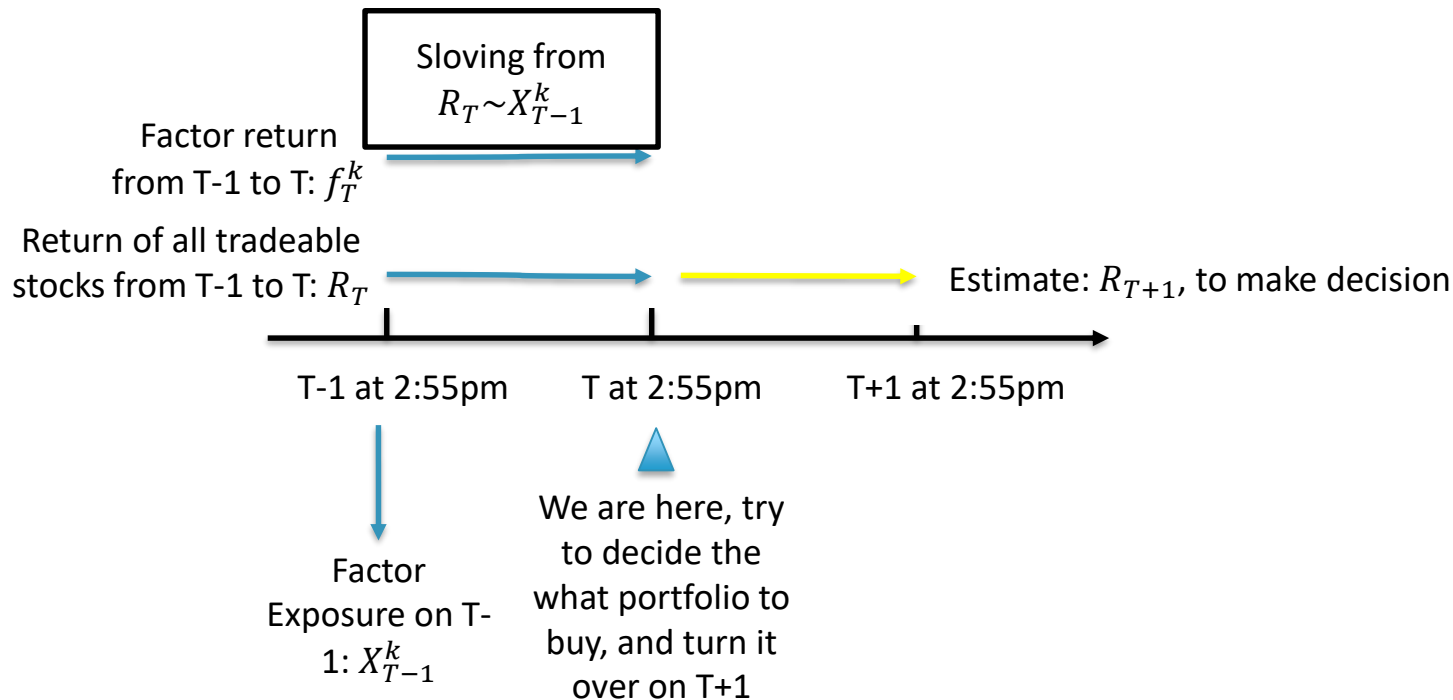 Sloving from
$R_T \sim X_{T-1}^k$
Factor return
from T-1 to T: $f_T^k$
Return of all tradeable
stocks from T-1 to T: $R_T$
Estimate: $R_{T+1}$, to make decision
T-1 at 2:55pm
T at 2:55pm
T+1 at 2:55pm
Factor
Exposure on T-
1: $X_{T-1}^k$
We are here, try
to decide the
what portfolio to
buy, and turn it
over on T+1